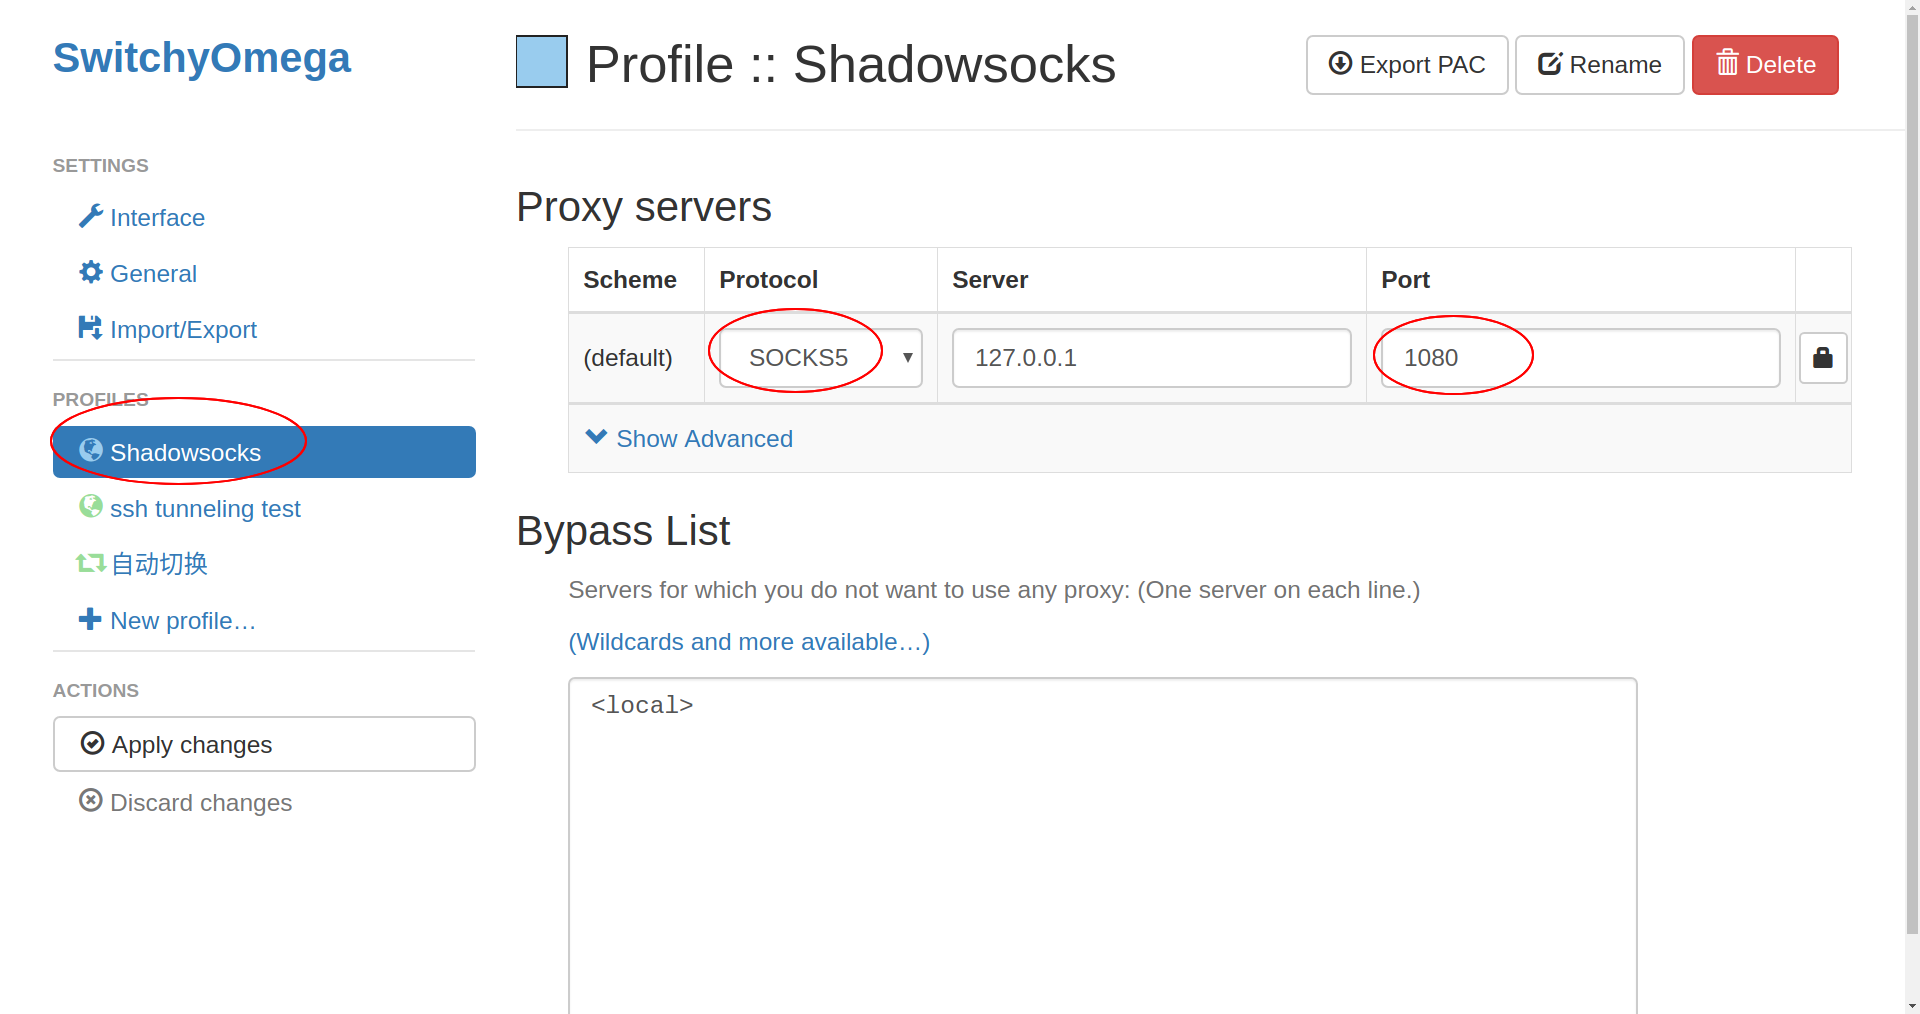 SwitchyOmega
SETTINGS
Interface
General
Import/Export
PROFILES
Shadowsocks
ssh tunneling test
自动切换
New profile…
ACTIONS
Apply changes
Discard changes
Profile :: Shadowsocks
Export PAC
Rename
Delete
Proxy servers
Scheme Protocol Server Port
(default) SOCKS5 127.0.0.1 1080
Show Advanced
Bypass List
Servers for which you do not want to use any proxy: (One server on each line.)
(Wildcards and more available…)
<local>